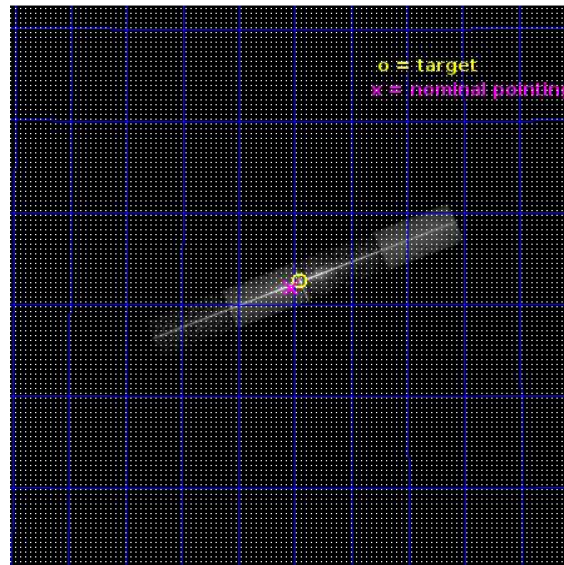 o = target
x = nominal pointin